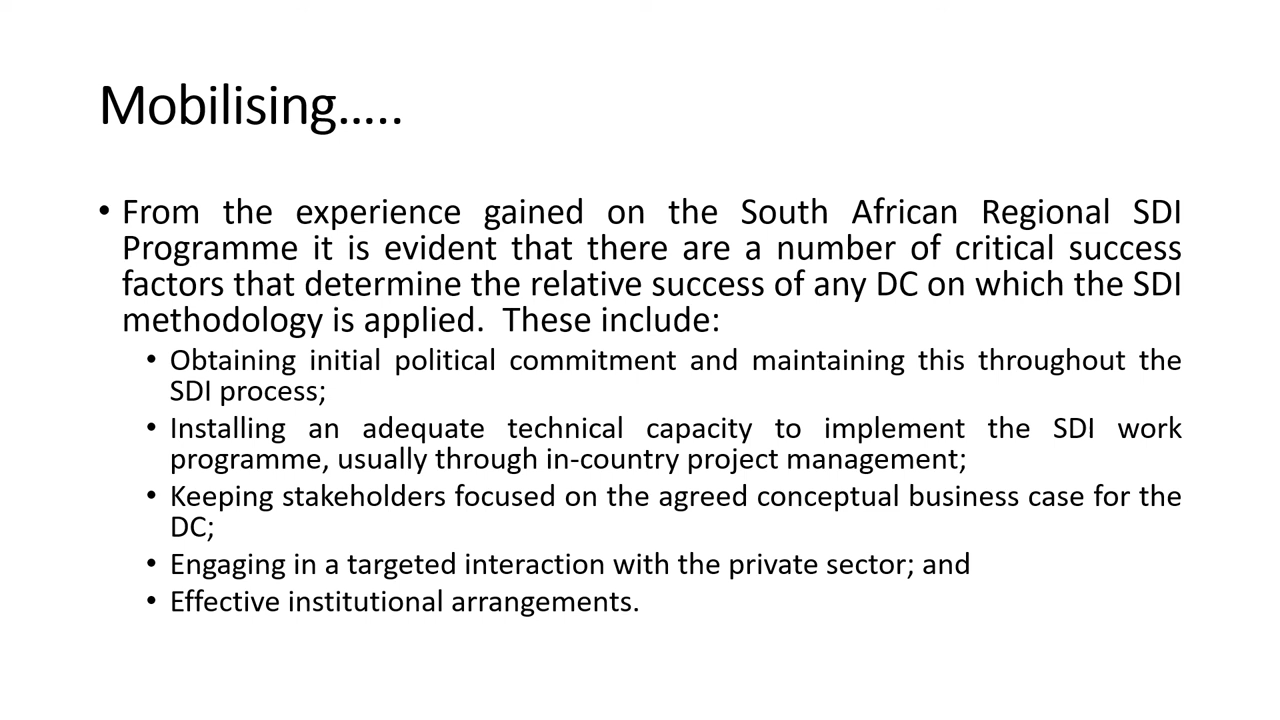 Mobilising.....
• From the experience gained on the South African Regional SDI
Programme it is evident that there are a number of critical success
factors that determine the relative success of any DC on which the SDI
methodology is applied.  These include:
• Obtaining initial political commitment and maintaining this throughout the
SDI process;
• Installing an adequate technical capacity to implement the SDI work
programme, usually through in-country project management;
• Keeping stakeholders focused on the agreed conceptual business case for the
DC;
• Engaging in a targeted interaction with the private sector; and
• Effective institutional arrangements.